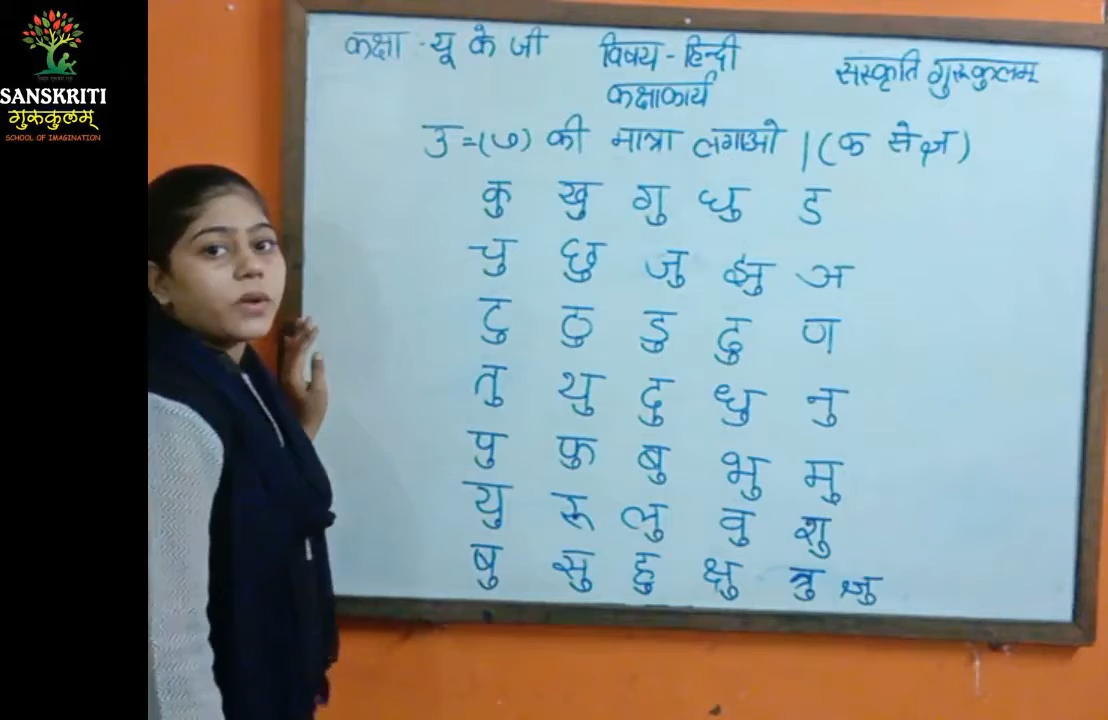 SANSKRITI
गुरुकुलम्
SCHOOL OF IMAGINATION
कक्षा - यू के जी विषय - हिन्दी संस्कृति गुरुकुलम्
कक्षाकार्य
उ = ( ु ) की मात्रा लगाओ | (क से ज्ञ)
कु खु गु घु ड
चु छु जु झु ञ
टु ठु डु ढु ण
तु थु दु धु नु
पु फु बु भु मु
यु रु लु वु शु
षु सु हु क्षु त्रु ज्ञु